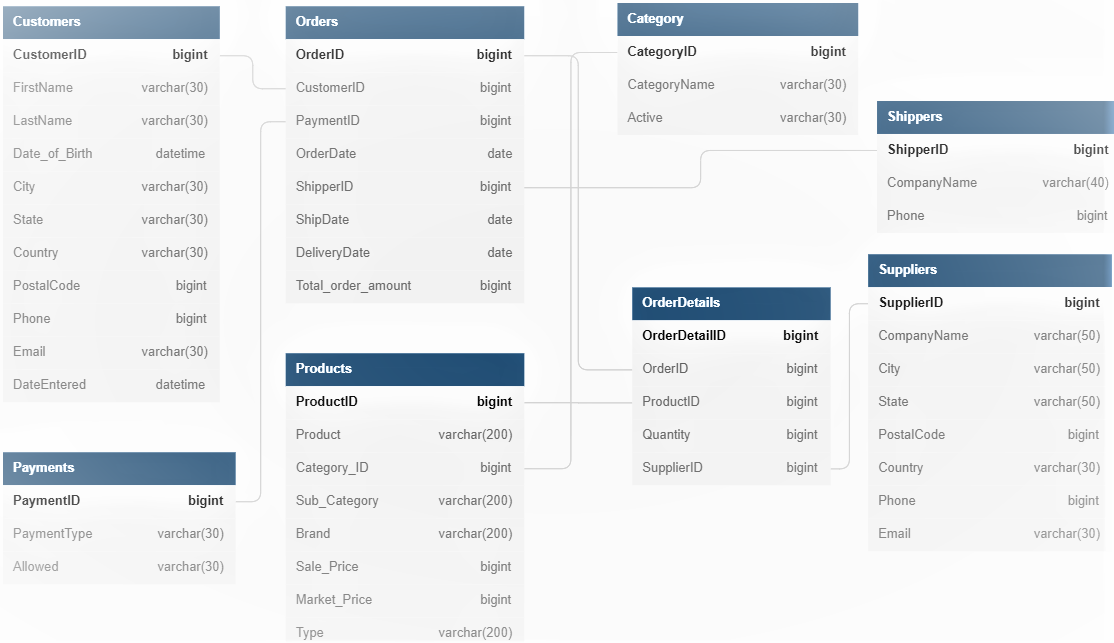 Customers
CustomerID bigint
FirstName varchar(30)
LastName varchar(30)
Date_of_Birth datetime
City varchar(30)
State varchar(30)
Country varchar(30)
PostalCode bigint
Phone bigint
Email varchar(30)
DateEntered datetime
Payments
PaymentID bigint
PaymentType varchar(30)
Allowed varchar(30)
Orders
OrderID bigint
CustomerID bigint
PaymentID bigint
OrderDate date
ShipperID bigint
ShipDate date
DeliveryDate date
Total_order_amount bigint
Products
ProductID bigint
Product varchar(200)
Category_ID bigint
Sub_Category varchar(200)
Brand varchar(200)
Sale_Price bigint
Market_Price bigint
Type varchar(200)
Category
CategoryID bigint
CategoryName varchar(30)
Active varchar(30)
OrderDetails
OrderDetailID bigint
OrderID bigint
ProductID bigint
Quantity bigint
SupplierID bigint
Shippers
ShipperID bigint
CompanyName varchar(40)
Phone bigint
Suppliers
SupplierID bigint
CompanyName varchar(50)
City varchar(50)
State varchar(50)
PostalCode bigint
Country varchar(30)
Phone bigint
Email varchar(30)